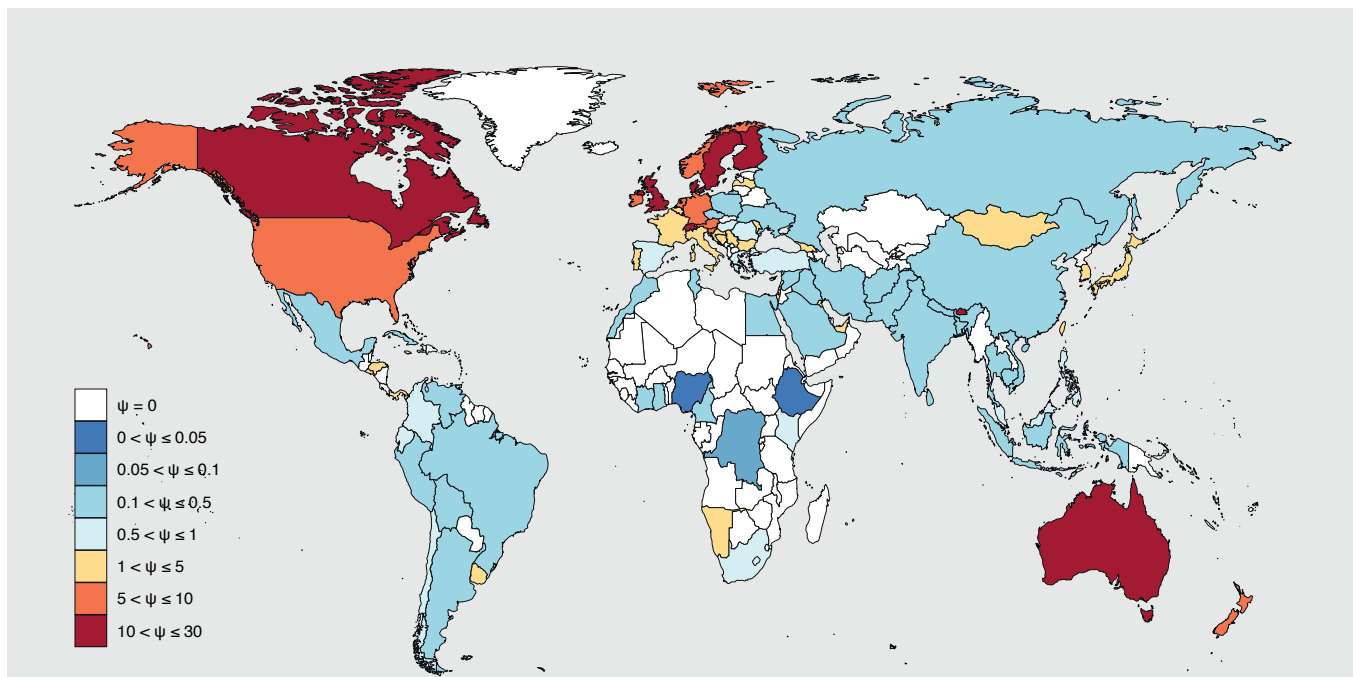 ψ = 0
0 < ψ ≤ 0.05
0.05 < ψ ≤ 0.1
0.1 < ψ ≤ 0.5
0.5 < ψ ≤ 1
1 < ψ ≤ 5
5 < ψ ≤ 10
10 < ψ ≤ 30